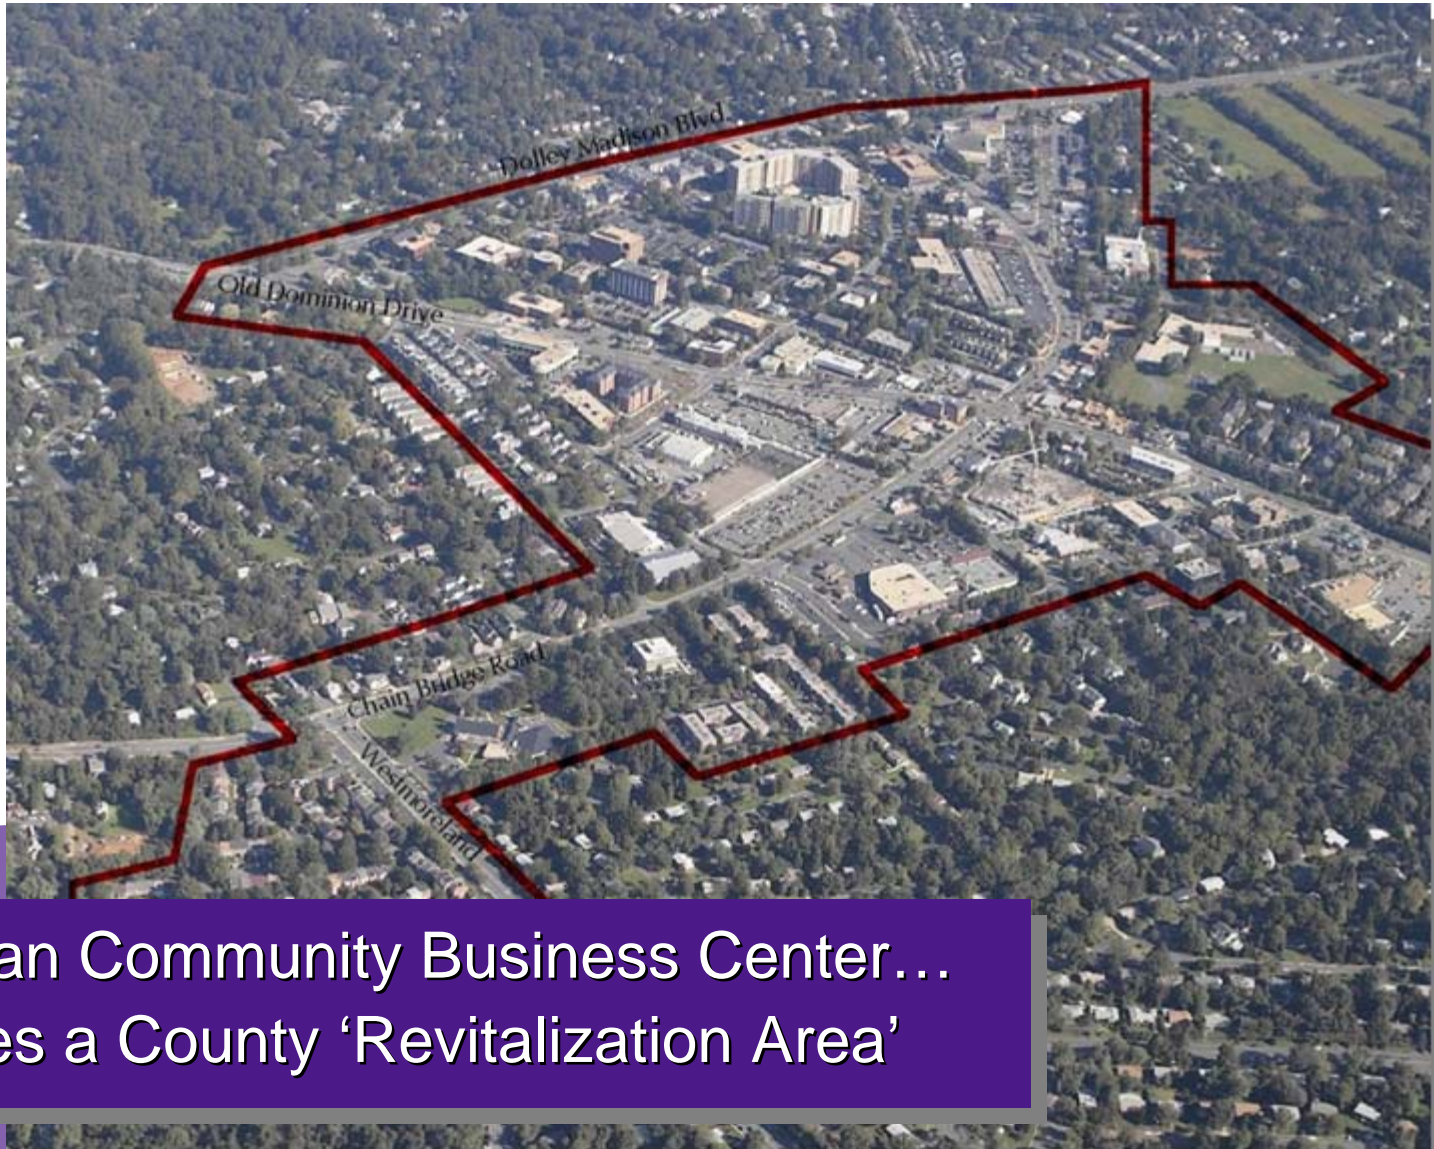 Dolley Madison Blvd.
Old Dominion Drive
Chain Bridge Road
Westmoreland
an Community Business Center…
es a County ‘Revitalization Area’